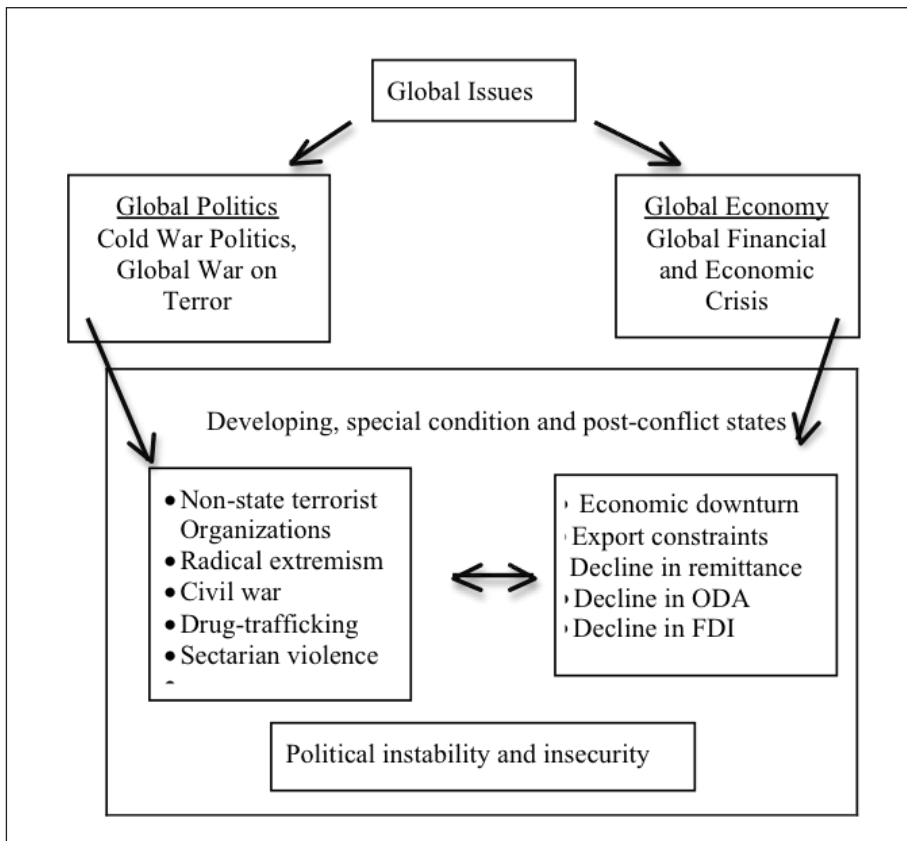 Global Issues
Global Politics
Cold War Politics,
Global War on
Terror
Global Economy
Global Financial
and Economic
Crisis
Developing, special condition and post-conflict states
• Non-state terrorist
Organizations
• Radical extremism
• Civil war
• Drug-trafficking
• Sectarian violence
•
Economic downturn
Export constraints
Decline in remittance
Decline in ODA
Decline in FDI
Political instability and insecurity